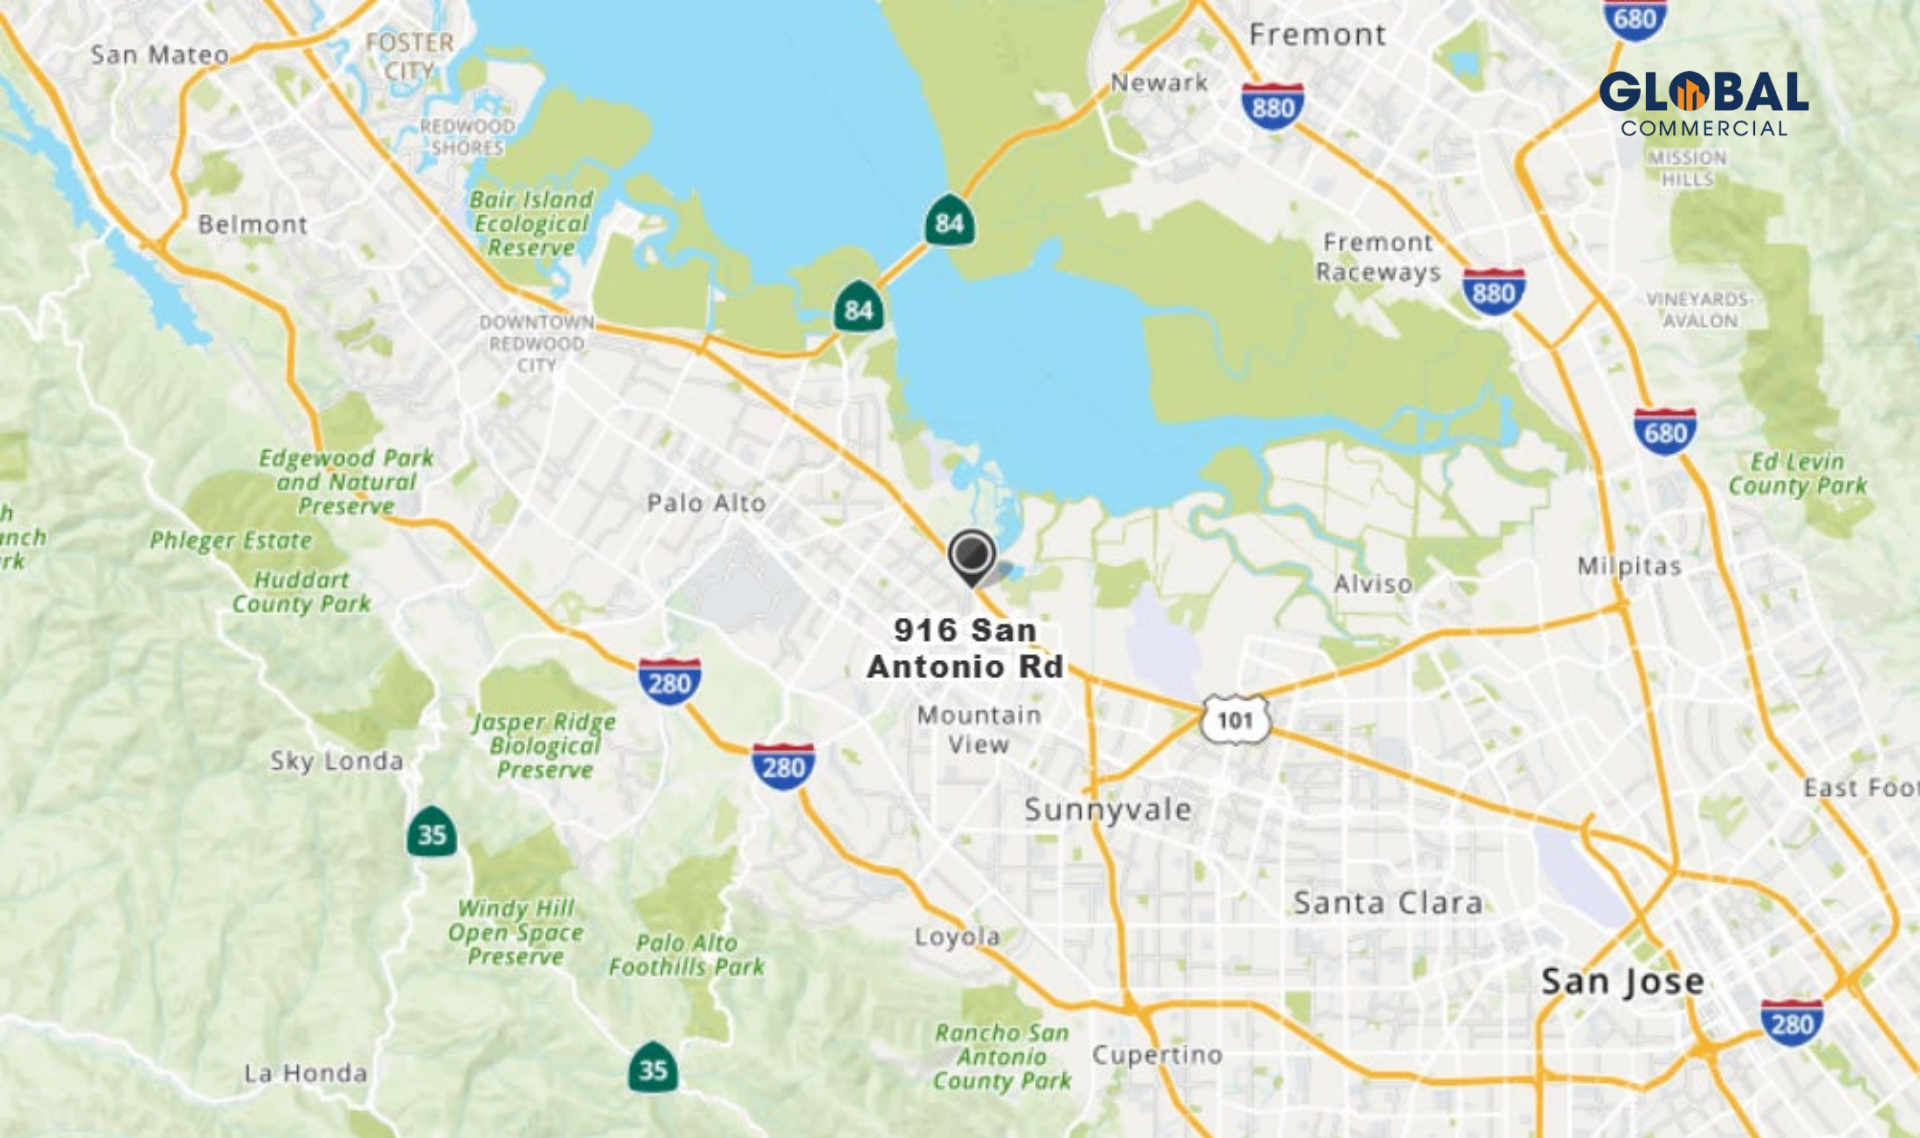 680
FOSTER
CITY
San Mateo
Fremont
Newark
880
GLOBAL
COMMERCIAL
REDWOOD
SHORES
MISSION
HILLS
Bair Island
Ecological
Reserve
Belmont
84
Fremont
Raceways
880
VINEYARDS-
AVALON
84
DOWNTOWN
REDWOOD
CITY
680
Edgewood Park
and Natural
Preserve
Ed Levin
County Park
Palo Alto
h
anch
rk
Phleger Estate
Huddart
County Park
Alviso
Milpitas
916 San
Antonio Rd
280
Jasper Ridge
Biological
Preserve
Mountain
View
101
Sky Londa
280
Sunnyvale
East Foot
35
Windy Hill
Open Space
Preserve
Palo Alto
Foothills Park
Loyola
Santa Clara
San Jose
280
Rancho San
Antonio
County Park
Cupertino
La Honda
35